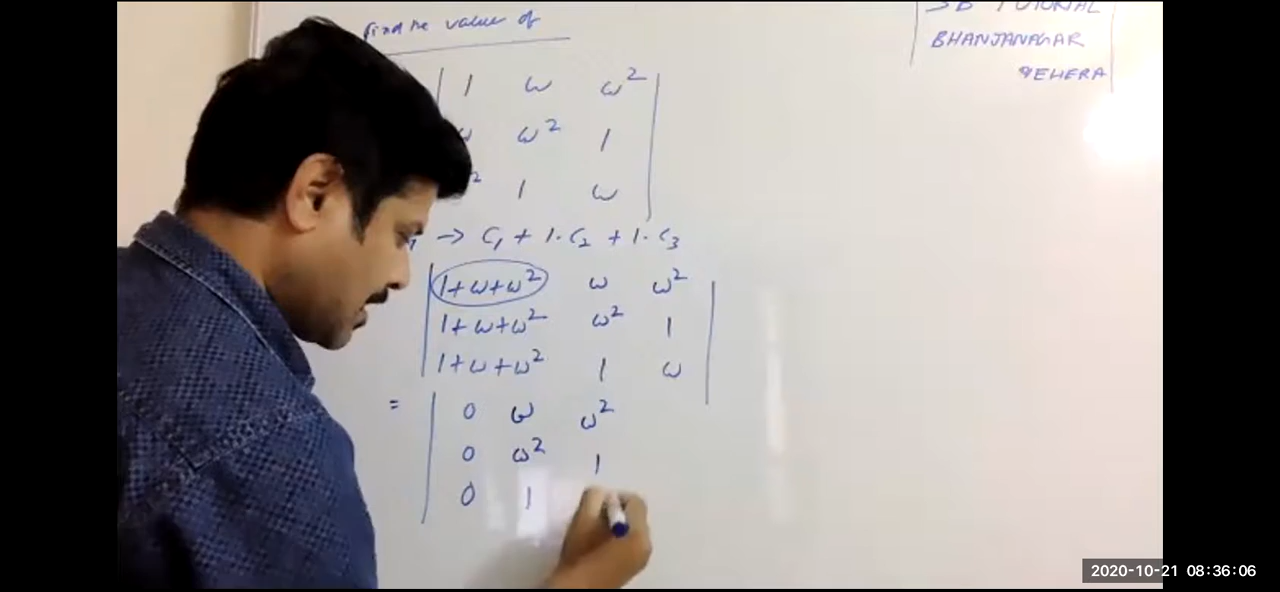 Find the value of
1 ω ω²
ω ω² 1
² 1 ω
→ C₁ + 1·C₂ + 1·C₃
1+ω+ω² ω ω²
1+ω+ω² ω² 1
1+ω+ω² 1 ω
= 0 ω ω²
0 ω² 1
0 1
TUTORIAL
BHANJANAGAR
2020-10-21 08:36:06